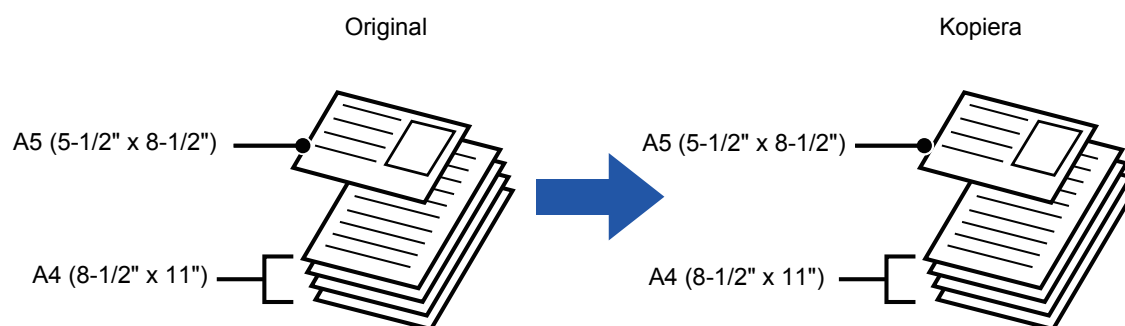 Original
Kopiera
A5 (5-1/2" x 8-1/2")
A5 (5-1/2" x 8-1/2")
A4 (8-1/2" x 11")
A4 (8-1/2" x 11")